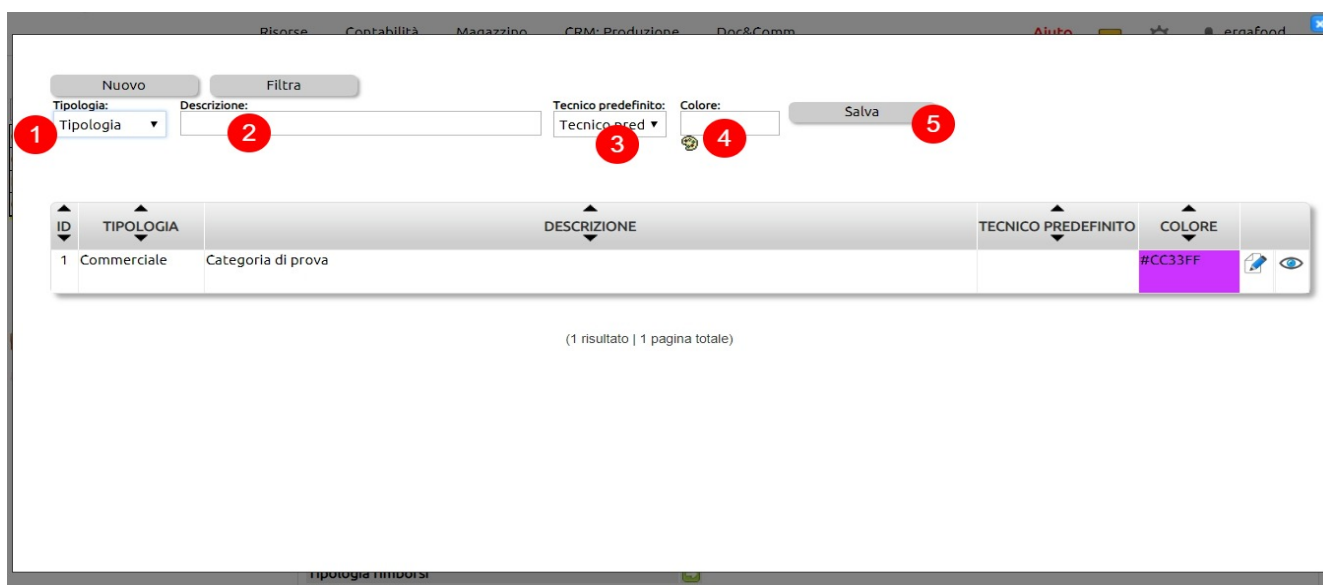 Risorse Contabilità Magazzino CRM: Produzione Doc&Comm Aiuto ergafood
Nuovo Filtra
Tipologia: Descrizione: Tecnico predefinito: Colore:
Tipologia Tecnico pred Salva
1 2 3 4 5
ID TIPOLOGIA DESCRIZIONE TECNICO PREDEFINITO COLORE
1 Commerciale Categoria di prova #CC33FF
(1 risultato | 1 pagina totale)
Tipologia rimborsi